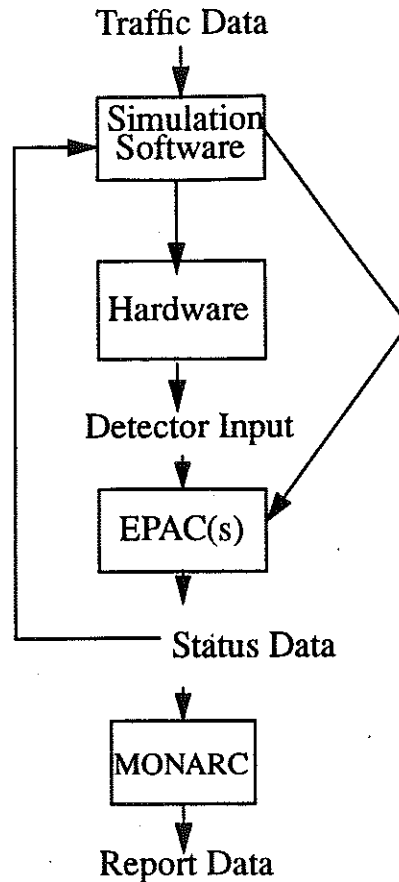 Traffic Data
Simulation
Software
Hardware
Detector Input
EPAC(s)
Status Data
MONARC
Report Data